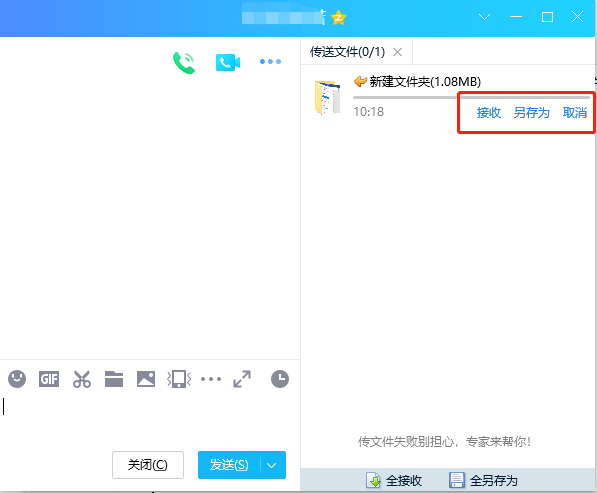 传送文件(0/1)
新建文件夹(1.08MB)
10:18 接收 另存为 取消
GIF
传文件失败别担心，专家来帮你!
关闭(C) 发送(S)
全接收 全另存为